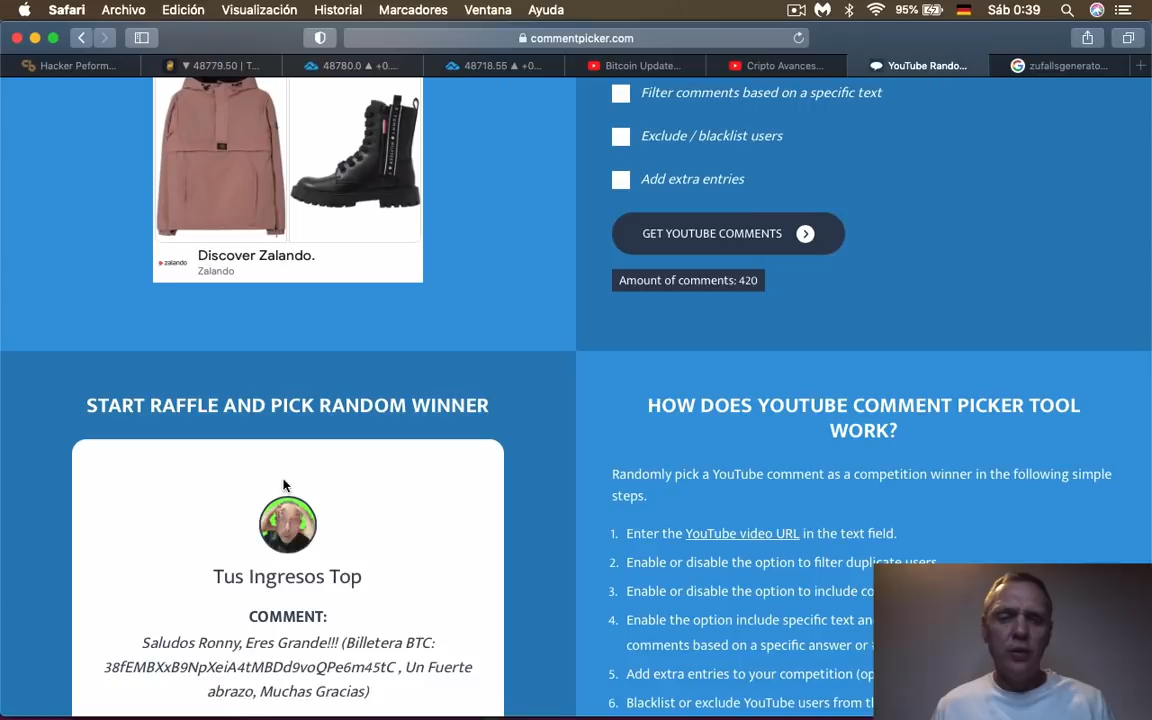 Safari Archivo Edición Visualización Historial Marcadores Ventana Ayuda 95% Sáb 0:39
commentpicker.com
Hacker Peform... ▼ 48779.50 | T... 48780.0 ▲ +0.... 48718.55 ▲ +0... Bitcoin Update... Cripto Avances... YouTube Rando... zufallsgenerato...
Filter comments based on a specific text
Exclude / blacklist users
Add extra entries
GET YOUTUBE COMMENTS
Amount of comments: 420
Discover Zalando.
zalando Zalando
START RAFFLE AND PICK RANDOM WINNER
Tus Ingresos Top
COMMENT:
Saludos Ronny, Eres Grande!!! (Billetera BTC:
38fEMBXxB9NpXeiA4tMBDd9voQPe6m45tC , Un Fuerte
abrazo, Muchas Gracias)
HOW DOES YOUTUBE COMMENT PICKER TOOL
WORK?
Randomly pick a YouTube comment as a competition winner in the following simple
steps.
1. Enter the YouTube video URL in the text field.
2. Enable or disable the option to filter duplicate users.
3. Enable or disable the option to include co
4. Enable the option include specific text an
comments based on a specific answer or
5. Add extra entries to your competition (op
6. Blacklist or exclude YouTube users from th